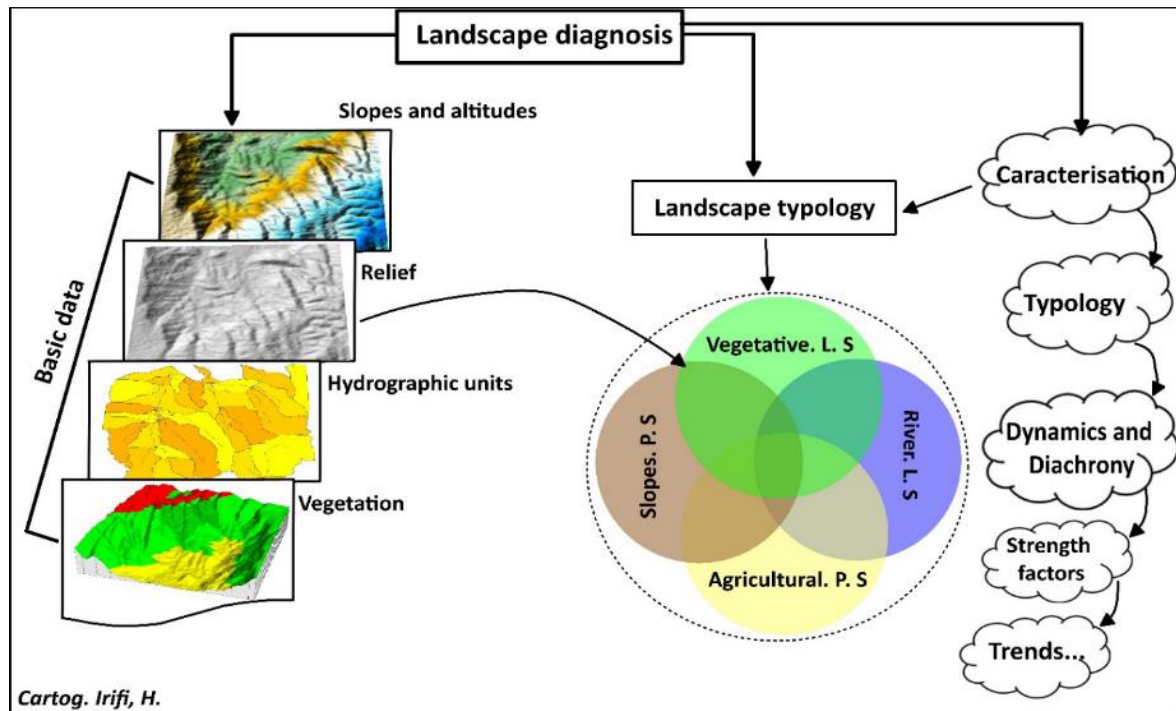 Landscape diagnosis
Slopes and altitudes
Relief
Hydrographic units
Vegetation
Basic data
Landscape typology
Vegetative. L. S
Slopes. P. S
River. L. S
Agricultural. P. S
Caracterisation
Typology
Dynamics and
Diachrony
Strength
factors
Trends...
Cartog. Irifi, H.